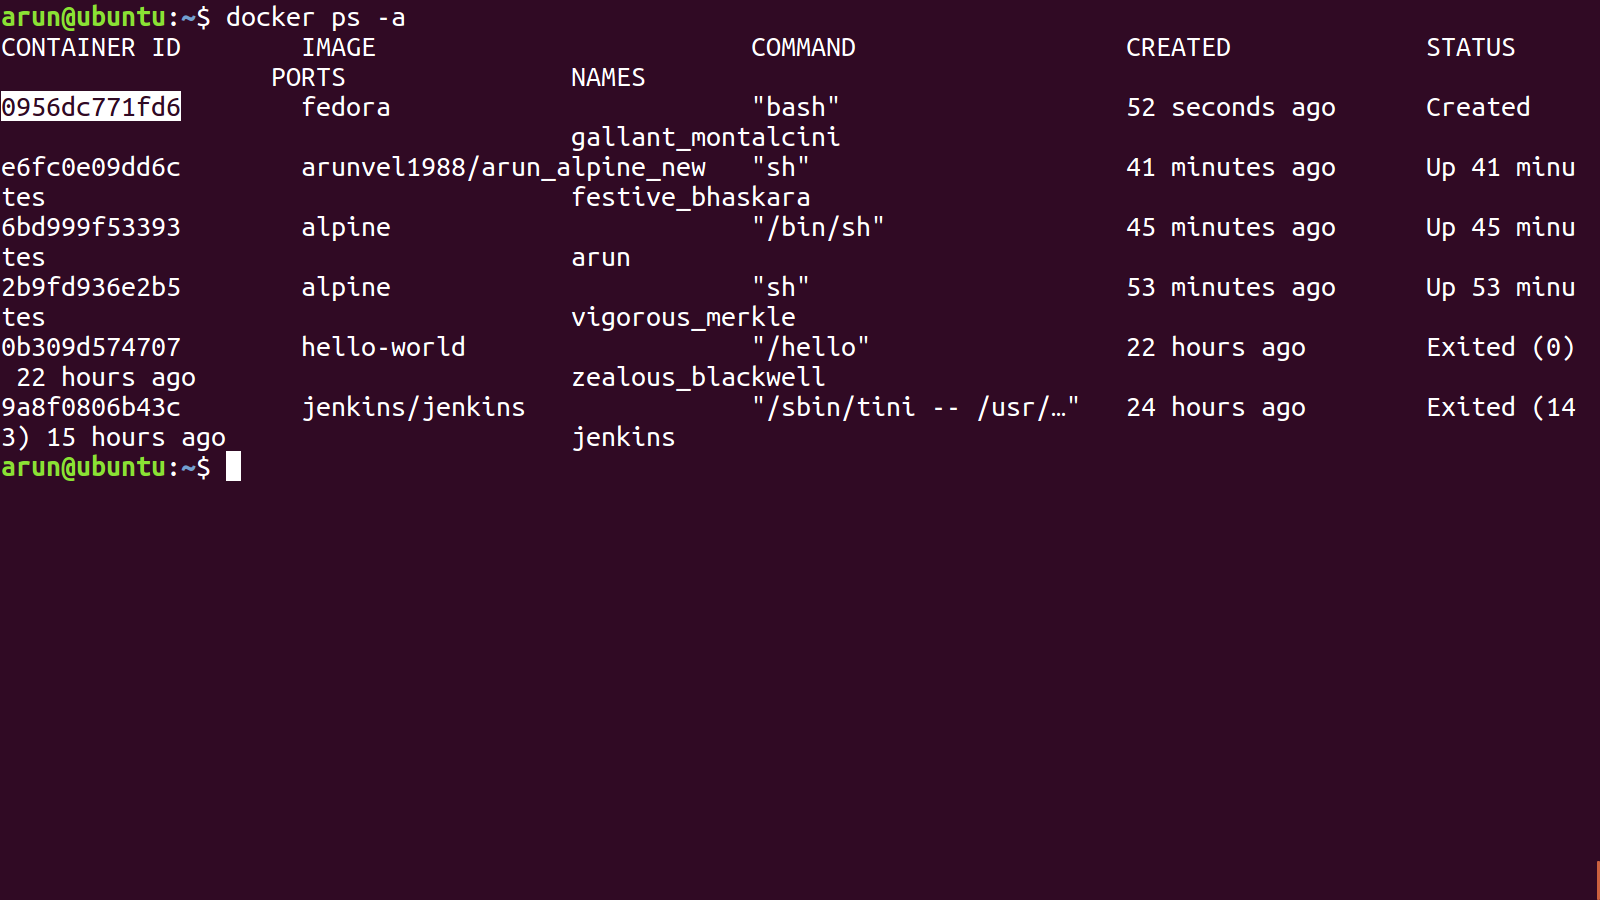 arun@ubuntu:~$ docker ps -a
CONTAINER ID        IMAGE                         COMMAND                  CREATED             STATUS
                  PORTS               NAMES
0956dc771fd6        fedora                        "bash"                   52 seconds ago      Created
                                      gallant_montalcini
e6fc0e09dd6c        arunvel1988/arun_alpine_new   "sh"                     41 minutes ago      Up 41 minu
tes                                   festive_bhaskara
6bd999f53393        alpine                        "/bin/sh"                45 minutes ago      Up 45 minu
tes                                   arun
2b9fd936e2b5        alpine                        "sh"                     53 minutes ago      Up 53 minu
tes                                   vigorous_merkle
0b309d574707        hello-world                   "/hello"                 22 hours ago        Exited (0)
 22 hours ago                         zealous_blackwell
9a8f0806b43c        jenkins/jenkins               "/sbin/tini -- /usr/…"   24 hours ago        Exited (14
3) 15 hours ago                       jenkins
arun@ubuntu:~$